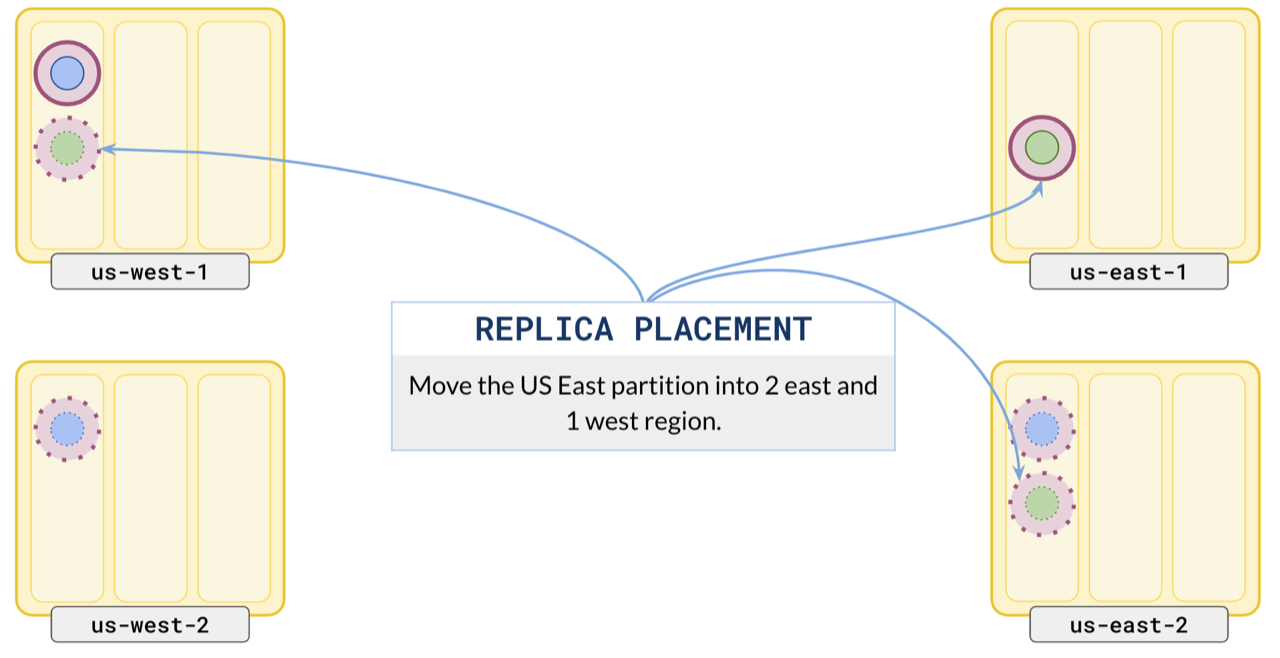 us-west-1
us-east-1
REPLICA PLACEMENT
Move the US East partition into 2 east and
1 west region.
us-west-2
us-east-2